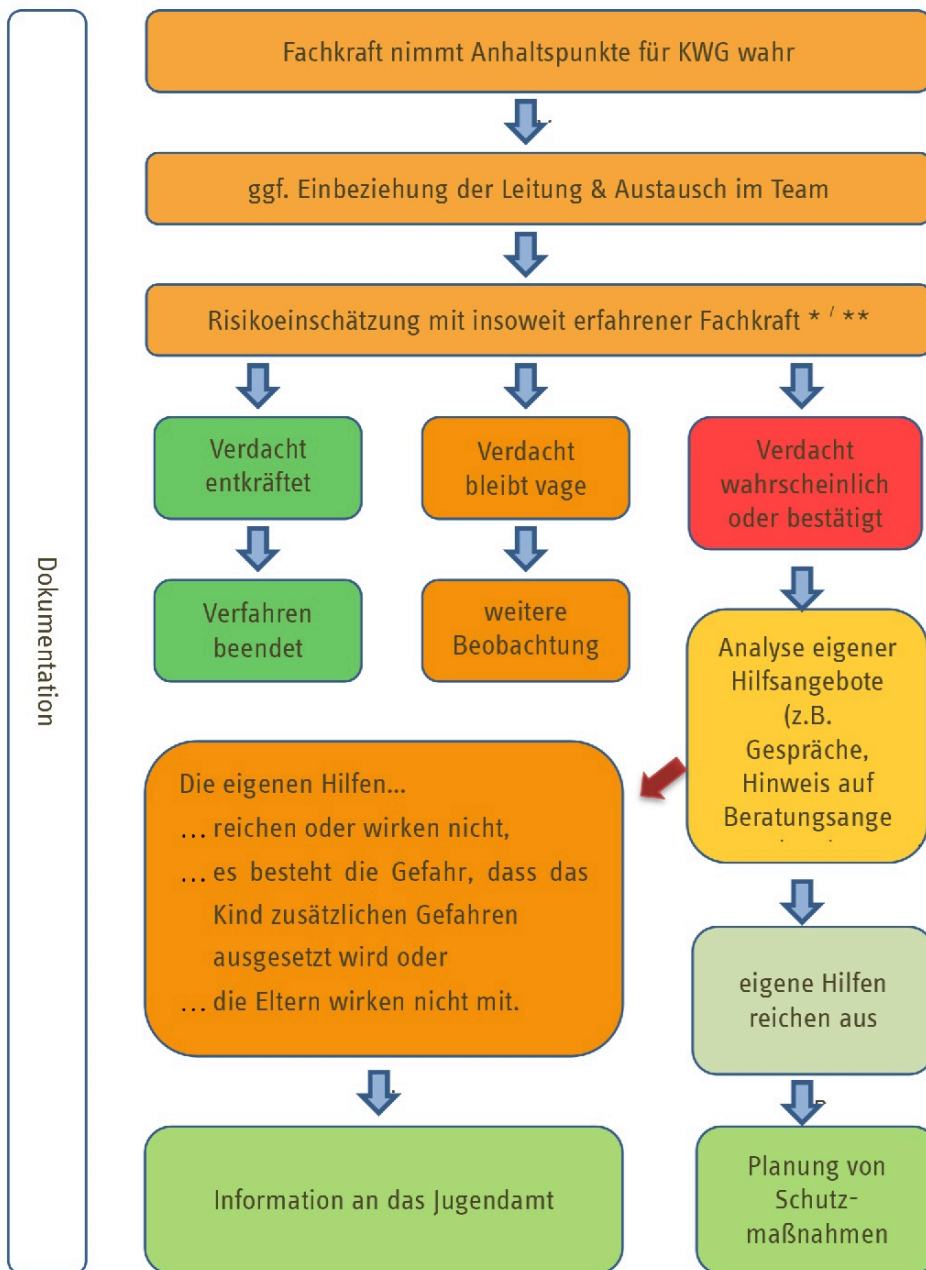 Fachkraft nimmt Anhaltspunkte für KWG wahr
ggf. Einbeziehung der Leitung & Austausch im Team
Risikoeinschätzung mit insoweit erfahrener Fachkraft * / **
Verdacht
entkräftet
Verdacht
bleibt vage
Verdacht
wahrscheinlich
oder bestätigt
Verfahren
beendet
weitere
Beobachtung
Analyse eigener
Hilfsangebote
(z.B.
Gespräche,
Hinweis auf
Beratungsange
Die eigenen Hilfen...
... reichen oder wirken nicht,
... es besteht die Gefahr, dass das
Kind zusätzlichen Gefahren
ausgesetzt wird oder
... die Eltern wirken nicht mit.
eigene Hilfen
reichen aus
Information an das Jugendamt
Planung von
Schutz-
maßnahmen
Dokumentation